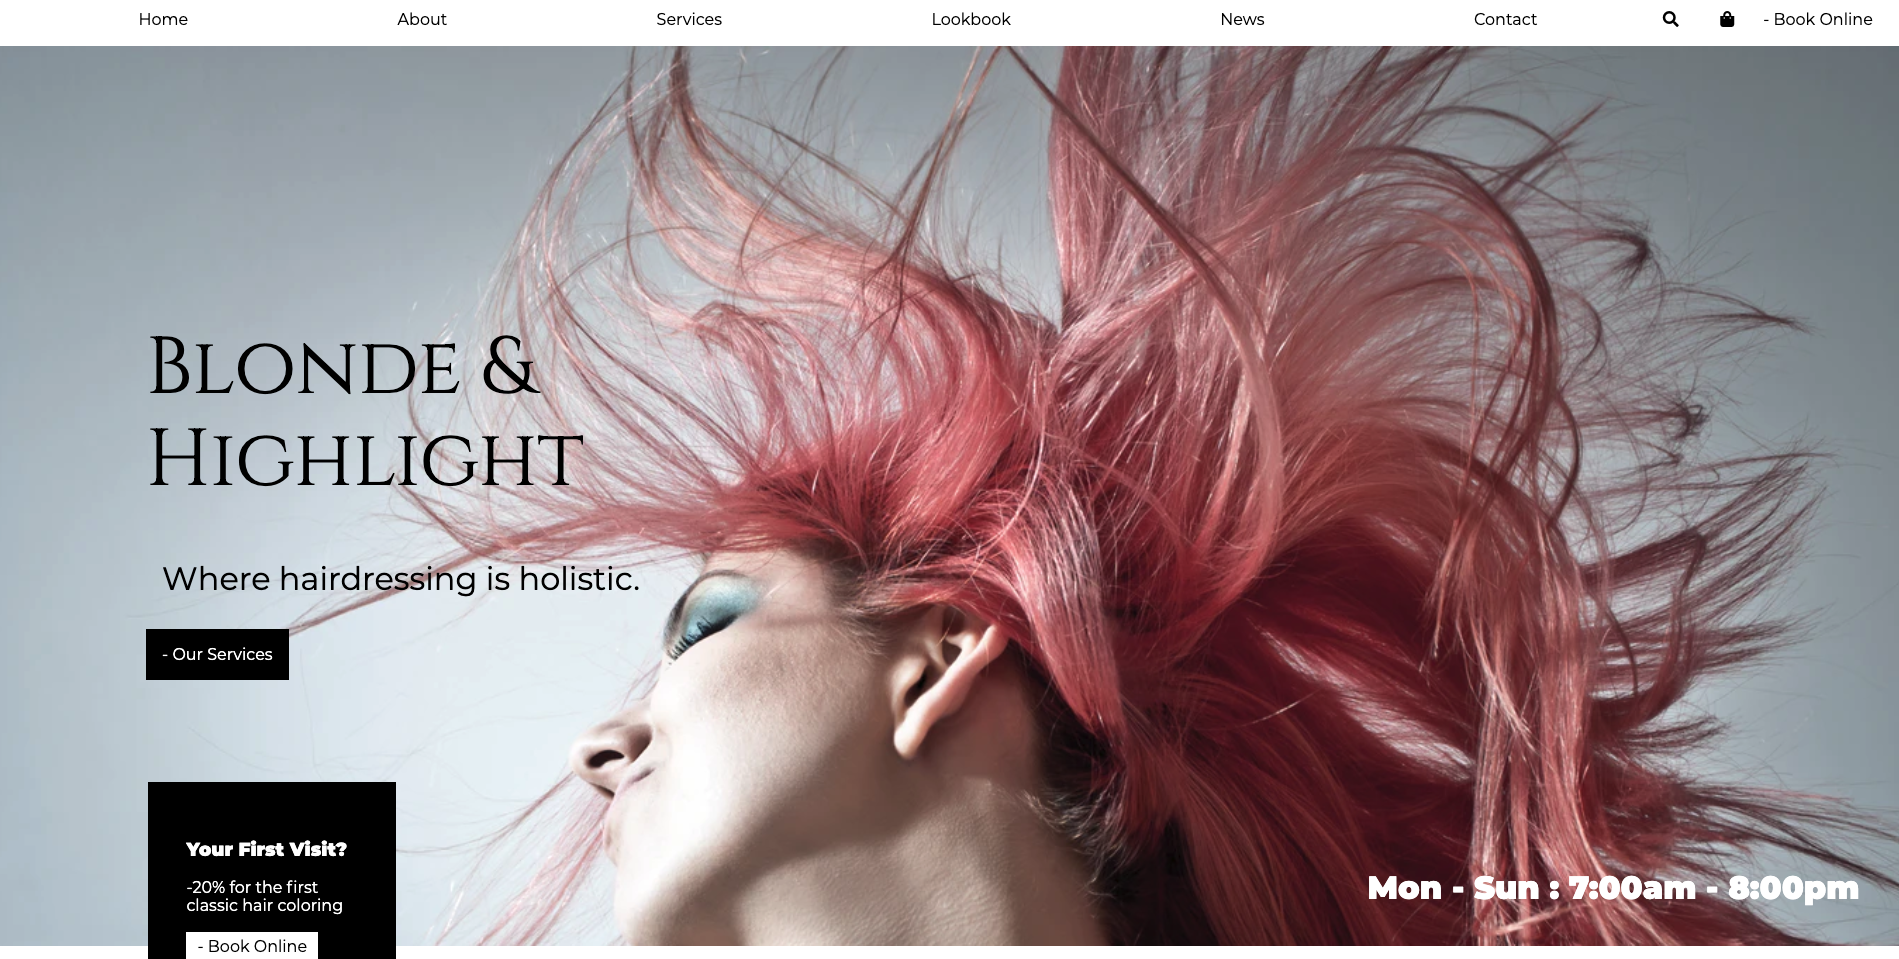 Home About Services Lookbook News Contact - Book Online
Blonde &
Highlight
Where hairdressing is holistic.
- Our Services
Your First Visit?
-20% for the first
classic hair coloring
- Book Online
Mon - Sun : 7:00am - 8:00pm